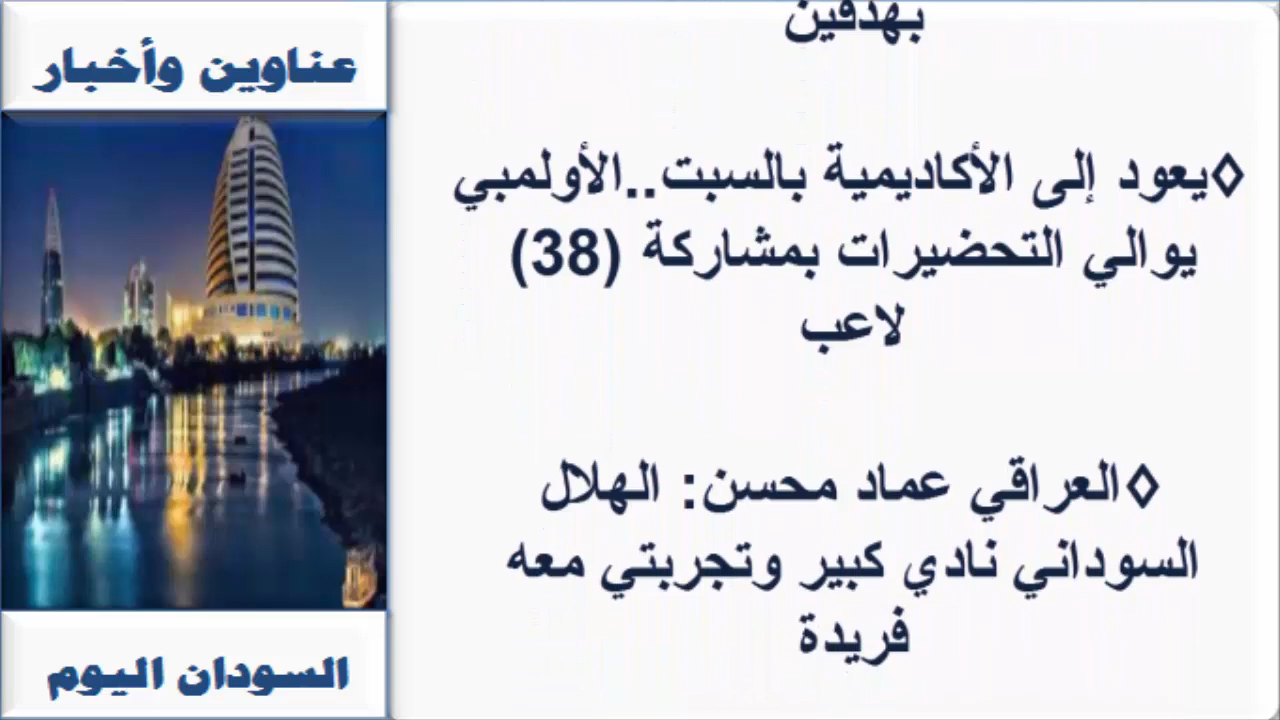 عناوين وأخبار
السودان اليوم
بهدفين
◊يعود إلى الأكاديمية بالسبت..الأولمبي
يوالي التحضيرات بمشاركة (38)
لاعب
◊العراقي عماد محسن: الهلال
السوداني نادي كبير وتجربتي معه
فريدة